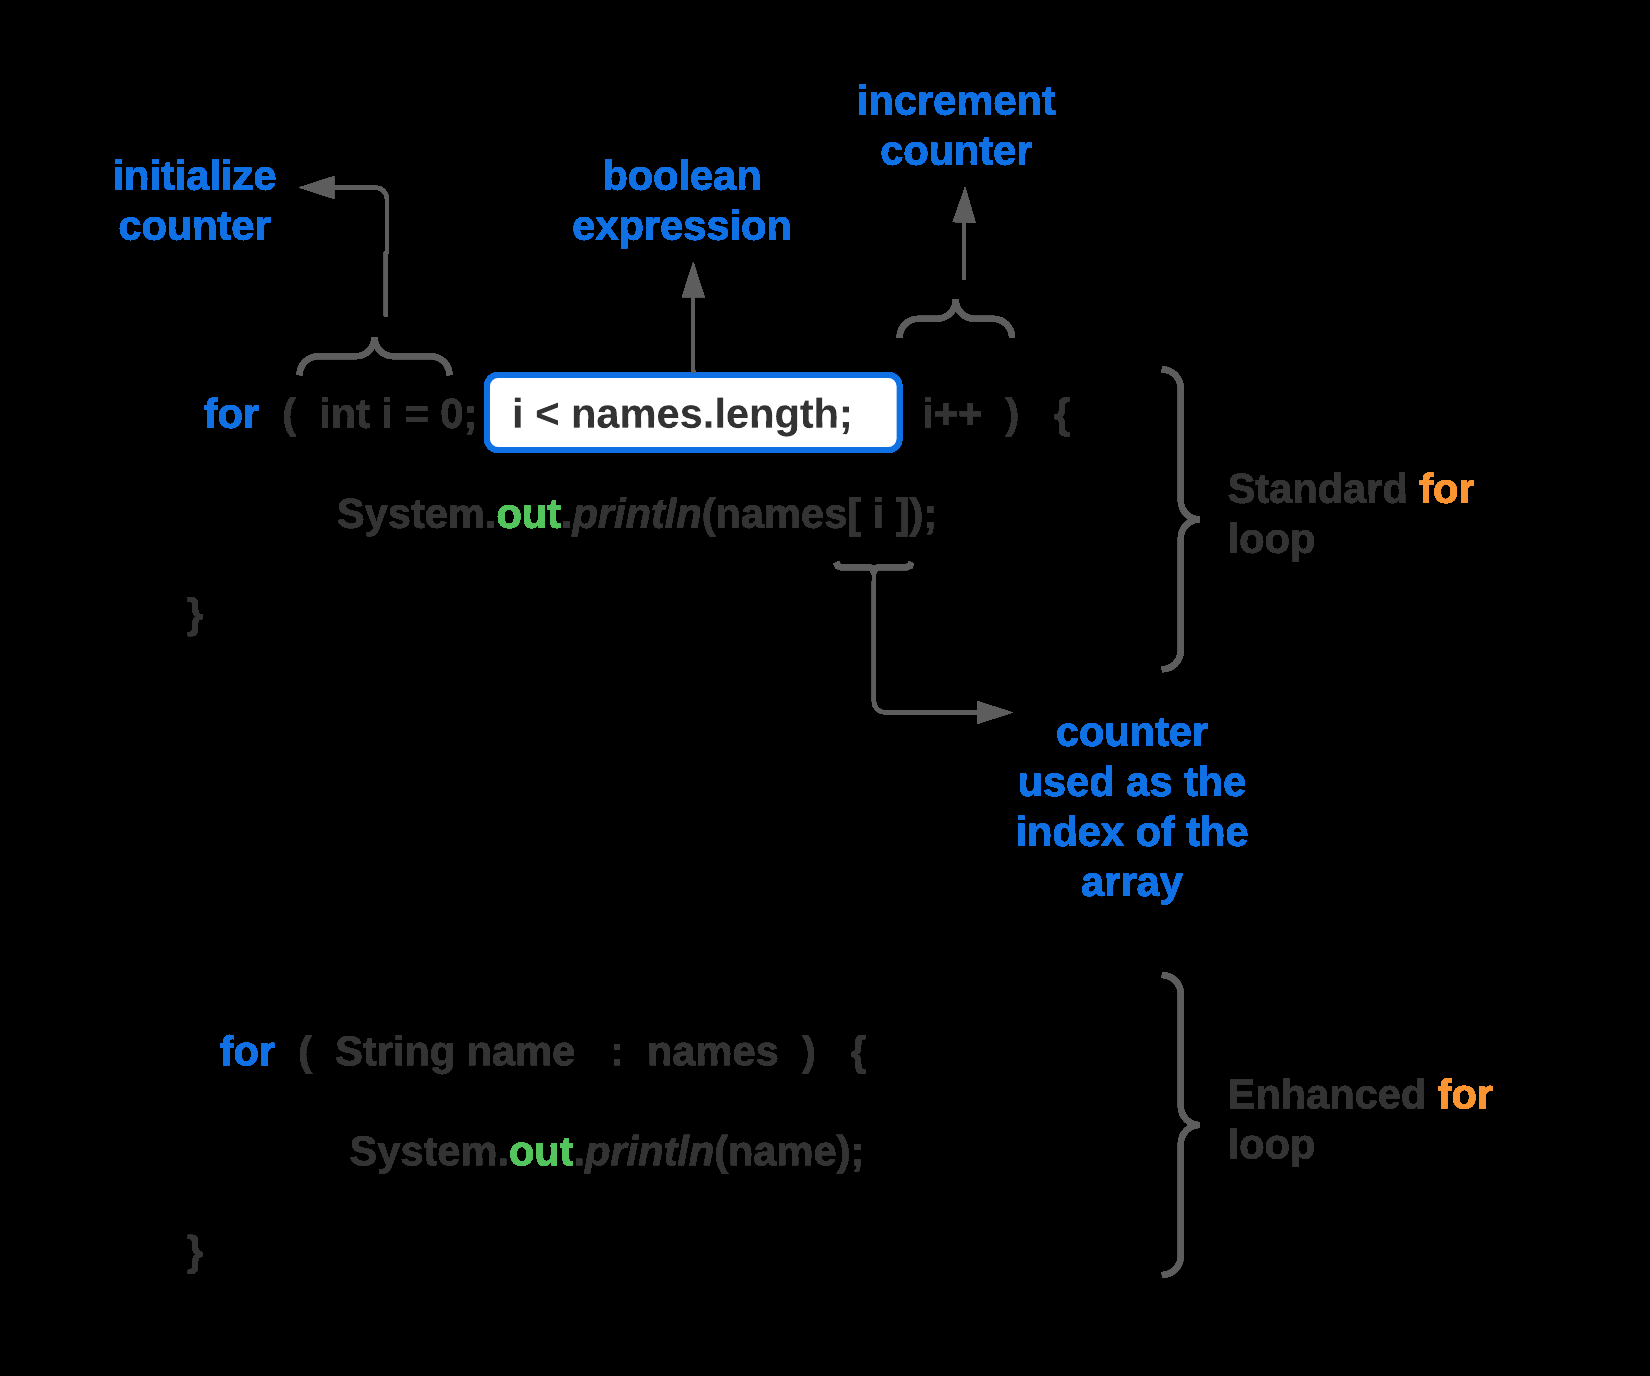 increment
counter
initialize
counter
boolean
expression
for ( int i = 0; i < names.length; i++ ) {
System.out.println(names[ i ]);
}
Standard for
loop
counter
used as the
index of the
array
for ( String name : names ) {
System.out.println(name);
}
Enhanced for
loop